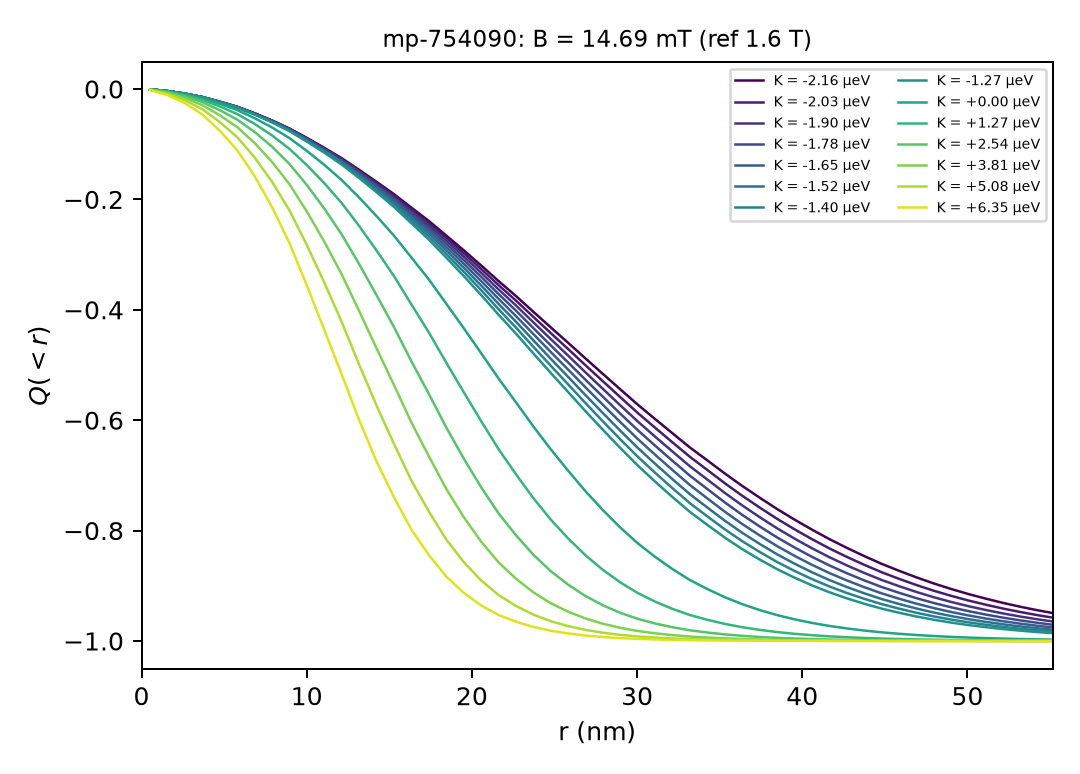 mp-754090: B = 14.69 mT (ref 1.6 T)
K = -2.16 μeV
K = -2.03 μeV
K = -1.90 μeV
K = -1.78 μeV
K = -1.65 μeV
K = -1.52 μeV
K = -1.40 μeV
K = -1.27 μeV
K = +0.00 μeV
K = +1.27 μeV
K = +2.54 μeV
K = +3.81 μeV
K = +5.08 μeV
K = +6.35 μeV
Q(< r)
0.0
−0.2
−0.4
−0.6
−0.8
−1.0
0 10 20 30 40 50
r (nm)